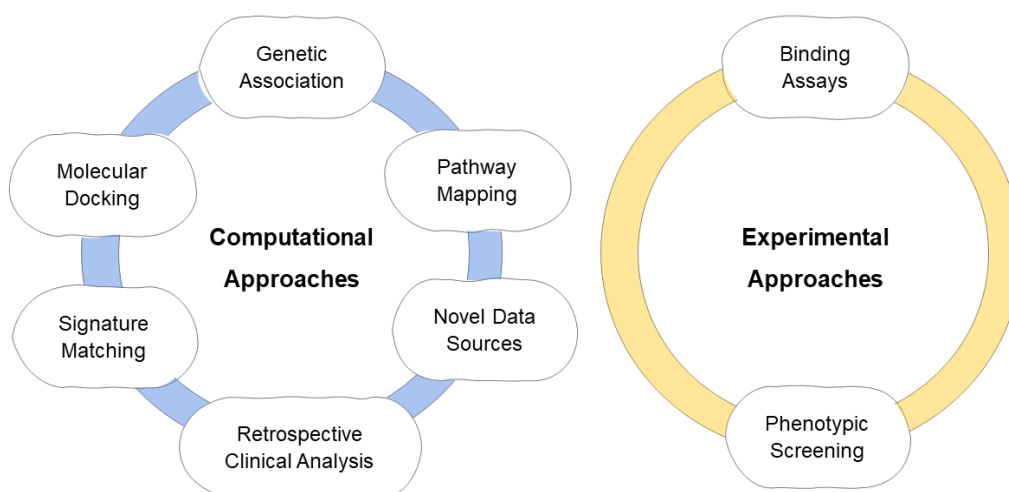 Genetic
Association
Molecular
Docking
Pathway
Mapping
Computational
Approaches
Signature
Matching
Novel Data
Sources
Retrospective
Clinical Analysis
Binding
Assays
Experimental
Approaches
Phenotypic
Screening